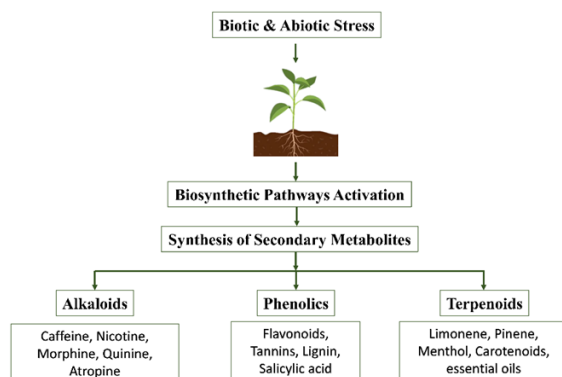 Biotic & Abiotic Stress
Biosynthetic Pathways Activation
Synthesis of Secondary Metabolites
Alkaloids
Caffeine, Nicotine,
Morphine, Quinine,
Atropine
Phenolics
Flavonoids,
Tannins, Lignin,
Salicylic acid
Terpenoids
Limonene, Pinene,
Menthol, Carotenoids,
essential oils